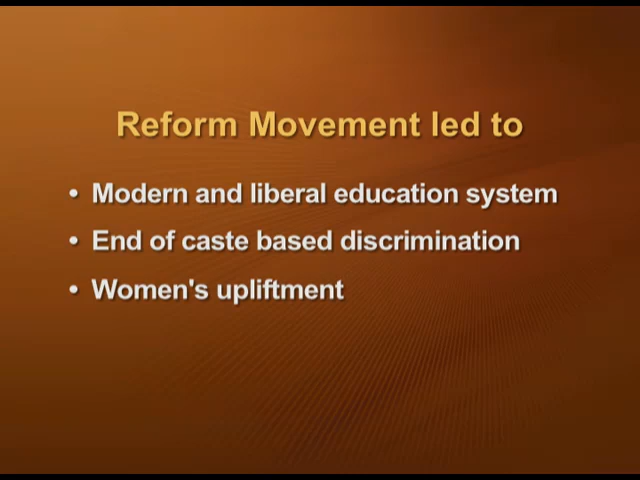 Reform Movement led to
• Modern and liberal education system
• End of caste based discrimination
• Women's upliftment